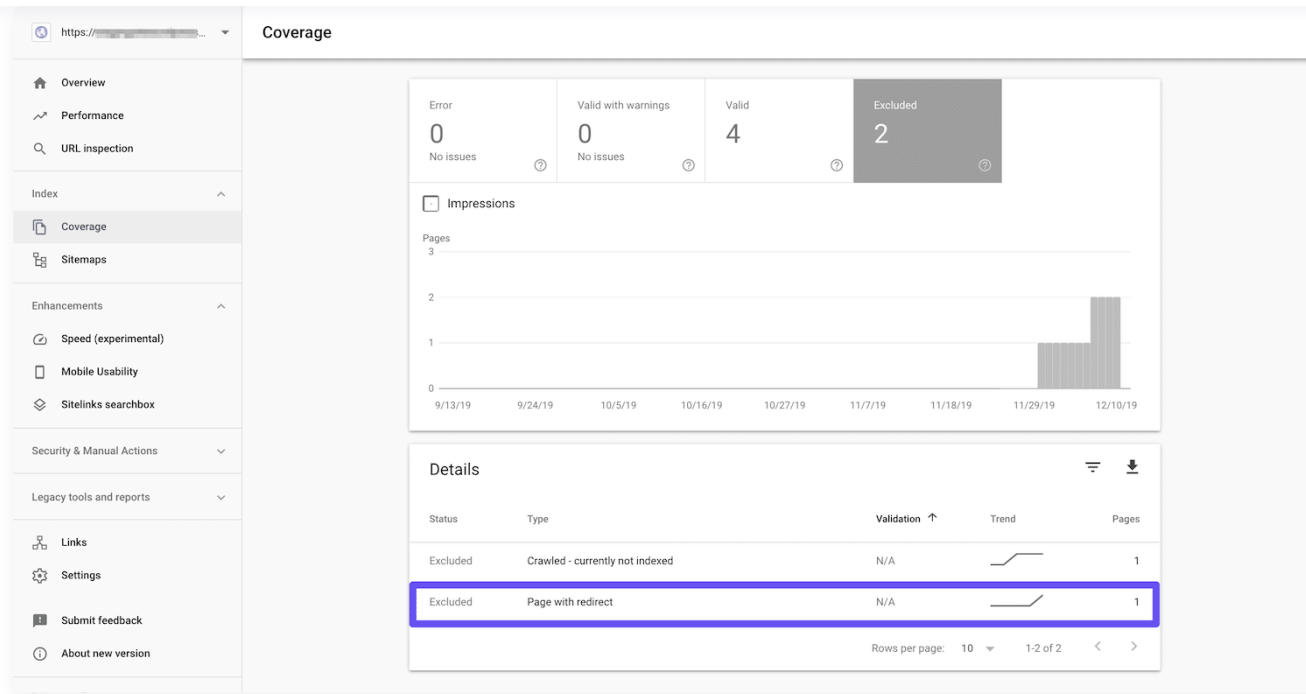 https:// ...
Coverage
Overview
Performance
URL inspection
Index
Coverage
Sitemaps
Enhancements
Speed (experimental)
Mobile Usability
Sitelinks searchbox
Security & Manual Actions
Legacy tools and reports
Links
Settings
Submit feedback
About new version
Error
0
No issues
Valid with warnings
0
No issues
Valid
4
Excluded
2
Impressions
Pages
3
2
1
0
9/13/19 9/24/19 10/5/19 10/16/19 10/27/19 11/7/19 11/18/19 11/29/19 12/10/19
Details
Status Type Validation Trend Pages
Excluded Crawled - currently not indexed N/A 1
Excluded Page with redirect N/A 1
Rows per page: 10 1-2 of 2